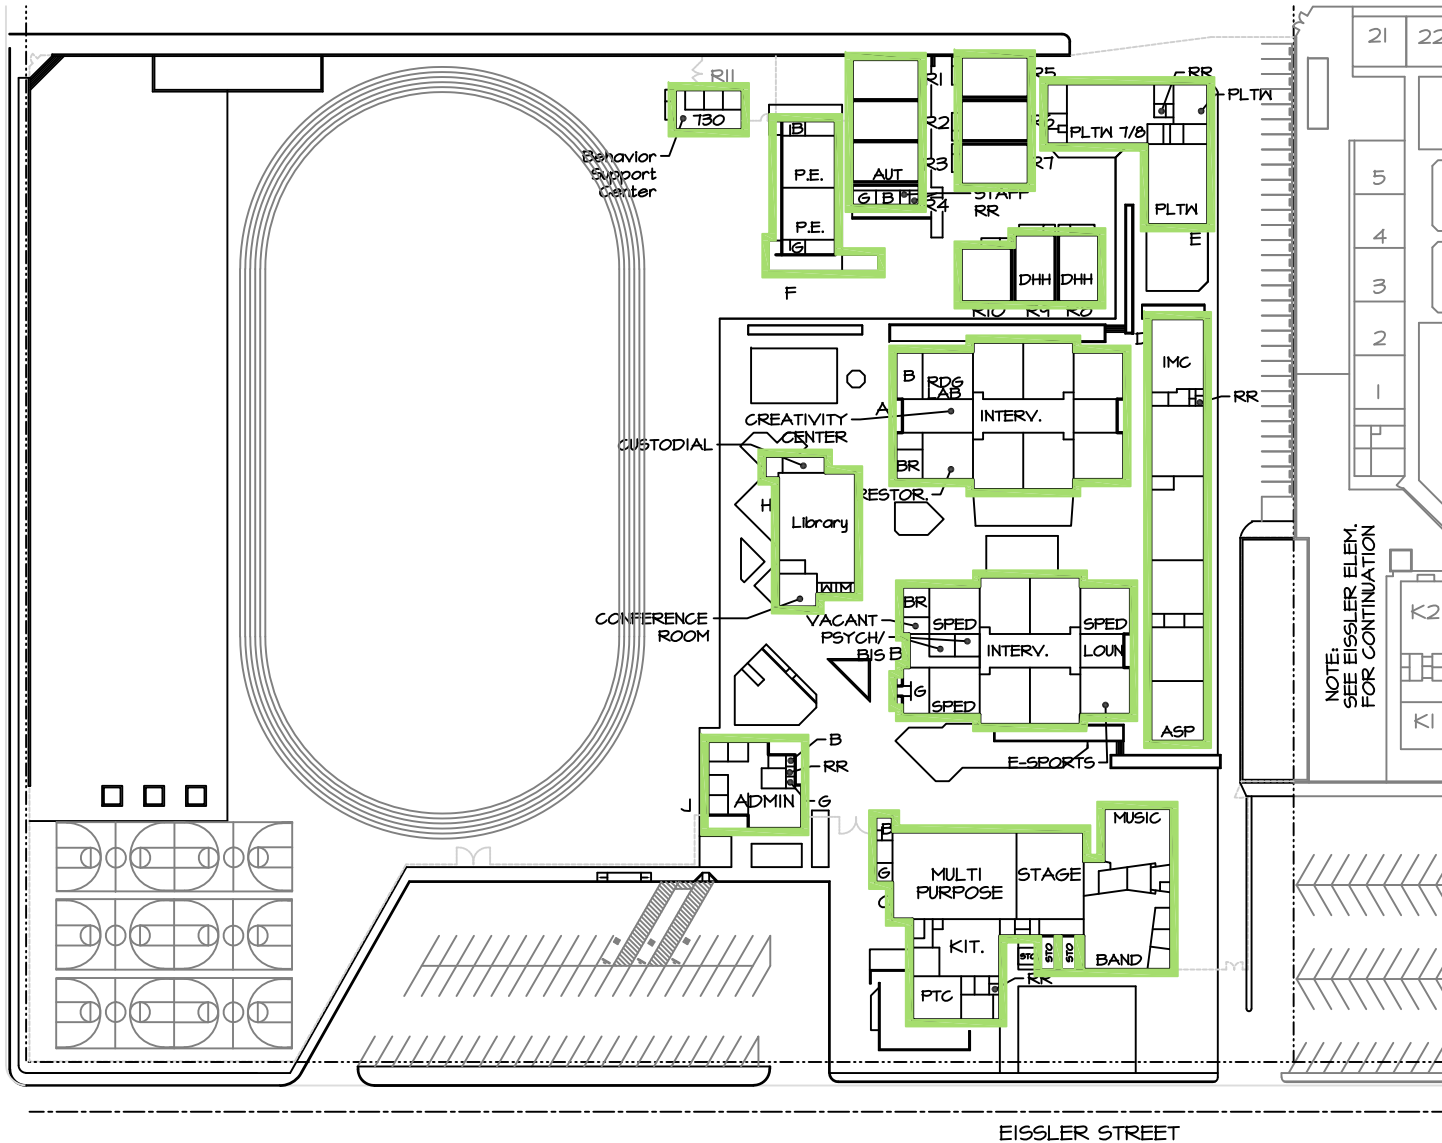 21
22
R11
R1
R5
RR
PLTW
730
B
R2
PLTW 7/8
Behavior
Support
Center
P.E.
AUT
R3
R7
5
G
B
R4
STAFF
RR
PLTW
P.E.
G
E
4
DHH
DHH
F
R10
R9
3
2
IMC
B
RDG
LAB
1
RR
A
CREATIVITY
CENTER
INTERV.
CUSTODIAL
BR
RESTOR.
H
Library
NOTE:
SEE EISSLER ELEM.
FOR CONTINUATION
W
M
BR
K2
CONFERENCE
ROOM
VACANT
PSYCH/
BIS
B
SPED
SPED
INTERV.
LOUN
G
SPED
K1
ASP
B
RR
E-SPORTS
ADMIN
G
J
MUSIC
B
G
MULTI
PURPOSE
STAGE
KIT.
STO
STO
STO
BAND
RR
PTC
EISSLER STREET